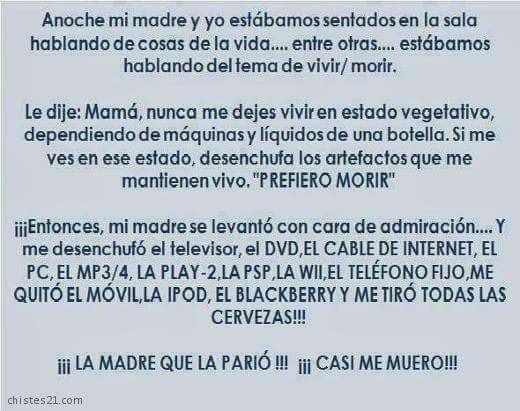 Anoche mi madre y yo estábamos sentados en la sala
hablando de cosas de la vida.... entre otras.... estábamos
hablando del tema de vivir/ morir.
Le dije: Mamá, nunca me dejes vivir en estado vegetativo,
dependiendo de máquinas y líquidos de una botella. Si me
ves en ese estado, desenchufa los artefactos que me
mantienen vivo. "PREFIERO MORIR"
¡¡¡Entonces, mi madre se levantó con cara de admiración.... Y
me desenchufó el televisor, el DVD,EL CABLE DE INTERNET, EL
PC, EL MP3/4, LA PLAY-2,LA PSP,LA WII,EL TELÉFONO FIJO,ME
QUITÓ EL MÓVIL,LA IPOD, EL BLACKBERRY Y ME TIRÓ TODAS LAS
CERVEZAS!!!
¡¡¡ LA MADRE QUE LA PARIÓ !!! ¡¡¡ CASI ME MUERO!!!
chistes21.com